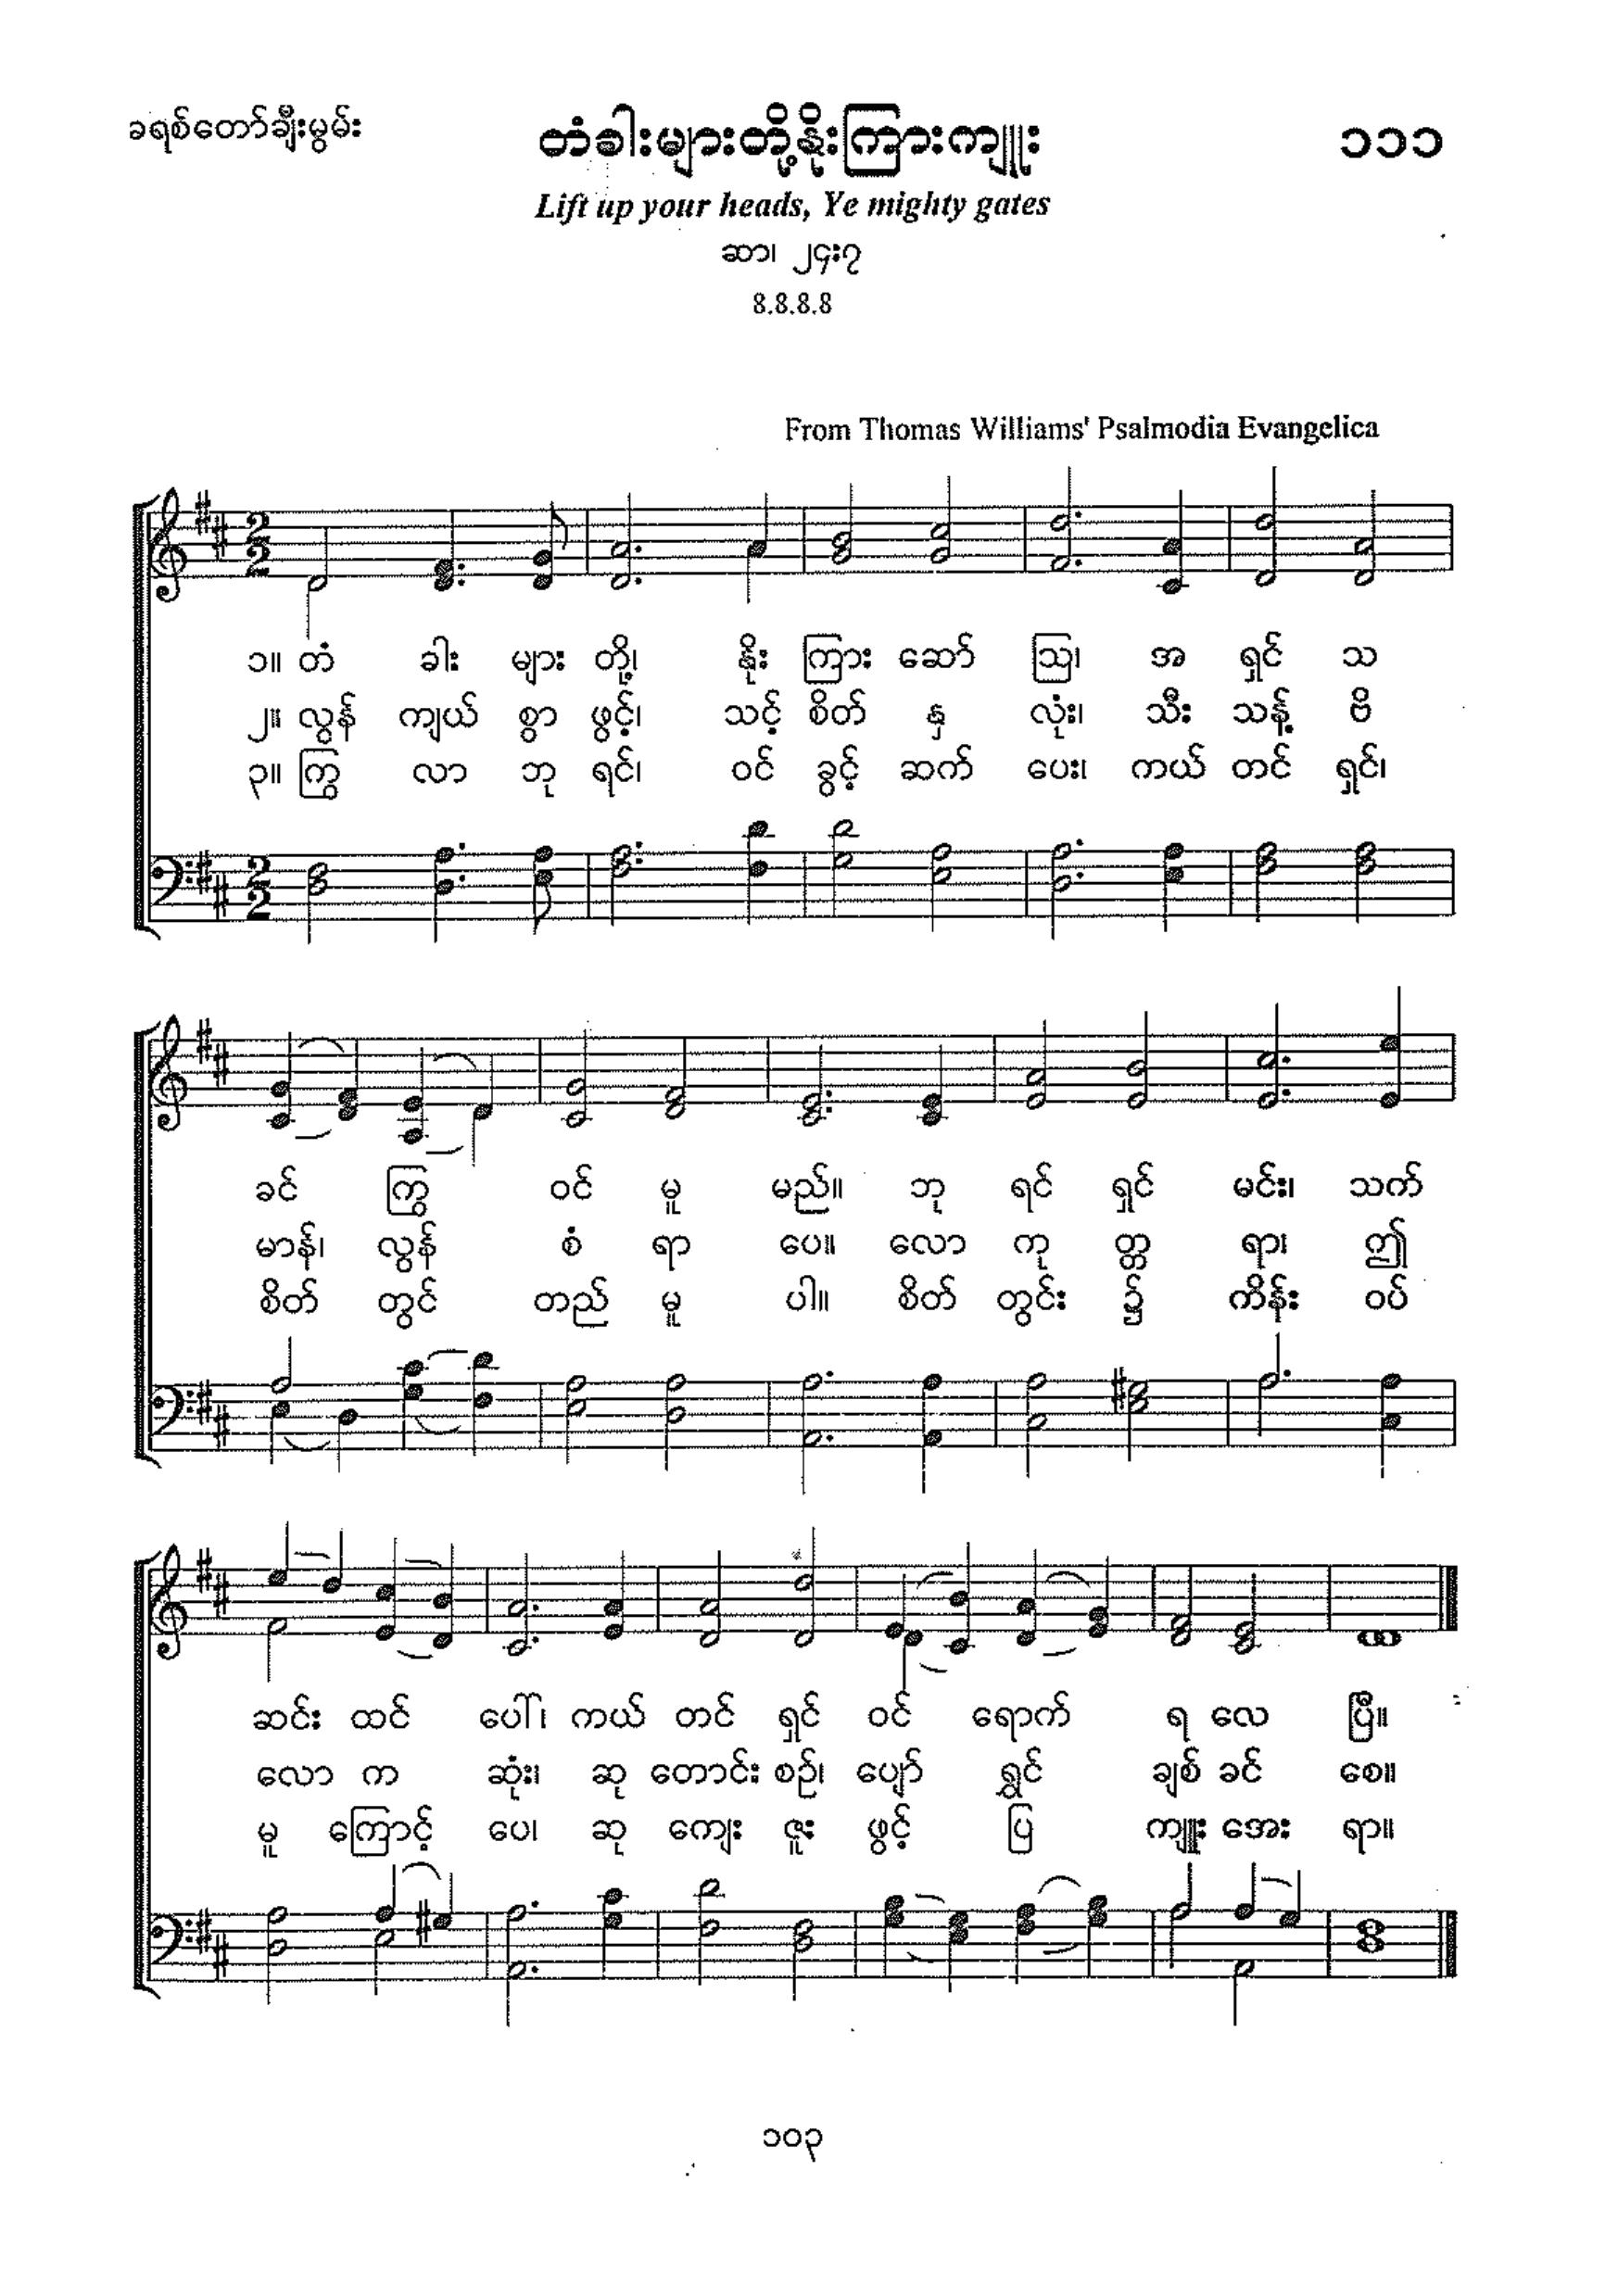 ခရစ်တော်ချီးမွမ်း
တံခါးများတို့နိုးကြားကျူး
၁၁၁
Lift up your heads, Ye mighty gates
ဆာ၊ ၂၄း၇
8.8.8.8
From Thomas Williams' Psalmodia Evangelica
၁။ တံ ခါး များ တို့၊ နိုး ကြား ဆော် ဩ၊ အ ရှင် သ
၂။ လွန် ကျယ် စွာ ဖွင့်၊ သင့် စိတ် နှ လုံး၊ သီး သန့် ဗိ
၃။ ကြွ လာ ဘု ရင်၊ ဝင် ခွင့် ဆက် ပေး၊ ကယ် တင် ရှင်၊
ခင် ကြွ ဝင် မူ မည်။ ဘု ရင် ရှင် မင်း၊ သက်
မာန်၊ လွန် စံ ရာ ပေ။ လော ကု တ္တ ရာ၊ ဤ
စိတ် တွင် တည် မူ ပါ။ စိတ် တွင်း ၌ ကိန်း ဝပ်
ဆင်း ထင် ပေါ်၊ ကယ် တင် ရှင် ဝင် ရောက် ရ လေ ပြီ။
လော က ဆုံး၊ ဆု တောင်း စဉ်၊ ပျော် ရွှင် ချစ် ခင် စေ။
မူ ကြောင့် ပေ၊ ဆု ကျေး ဇူး ဖွင့် ပြ ကျူး အေး ရာ။
၁၀၃